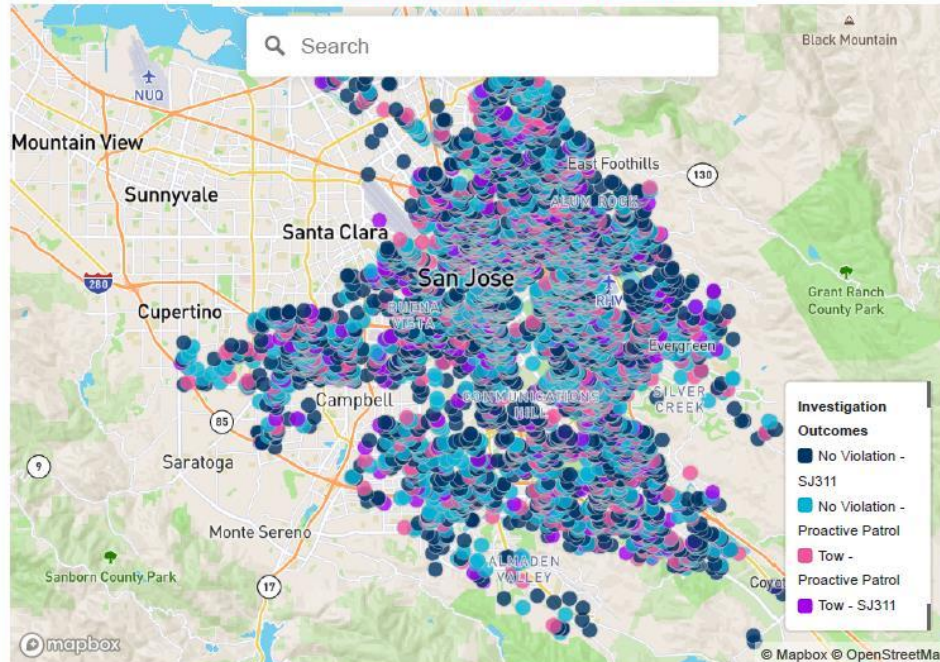 Search
Black Mountain
NUQ
Mountain View
East Foothills
130
Sunnyvale
ALUM ROCK
Santa Clara
San Jose
280
RHV
Grant Ranch
County Park
Cupertino
BUENA
VISTA
Evergreen
SILVER
CREEK
COMMUNICATIONS
HILL
Campbell
85
Saratoga
9
Monte Sereno
ALMADEN
VALLEY
Sanborn County Park
17
Coyot
Investigation
Outcomes
No Violation -
SJ311
No Violation -
Proactive Patrol
Tow -
Proactive Patrol
Tow - SJ311
mapbox
© Mapbox © OpenStreetMa